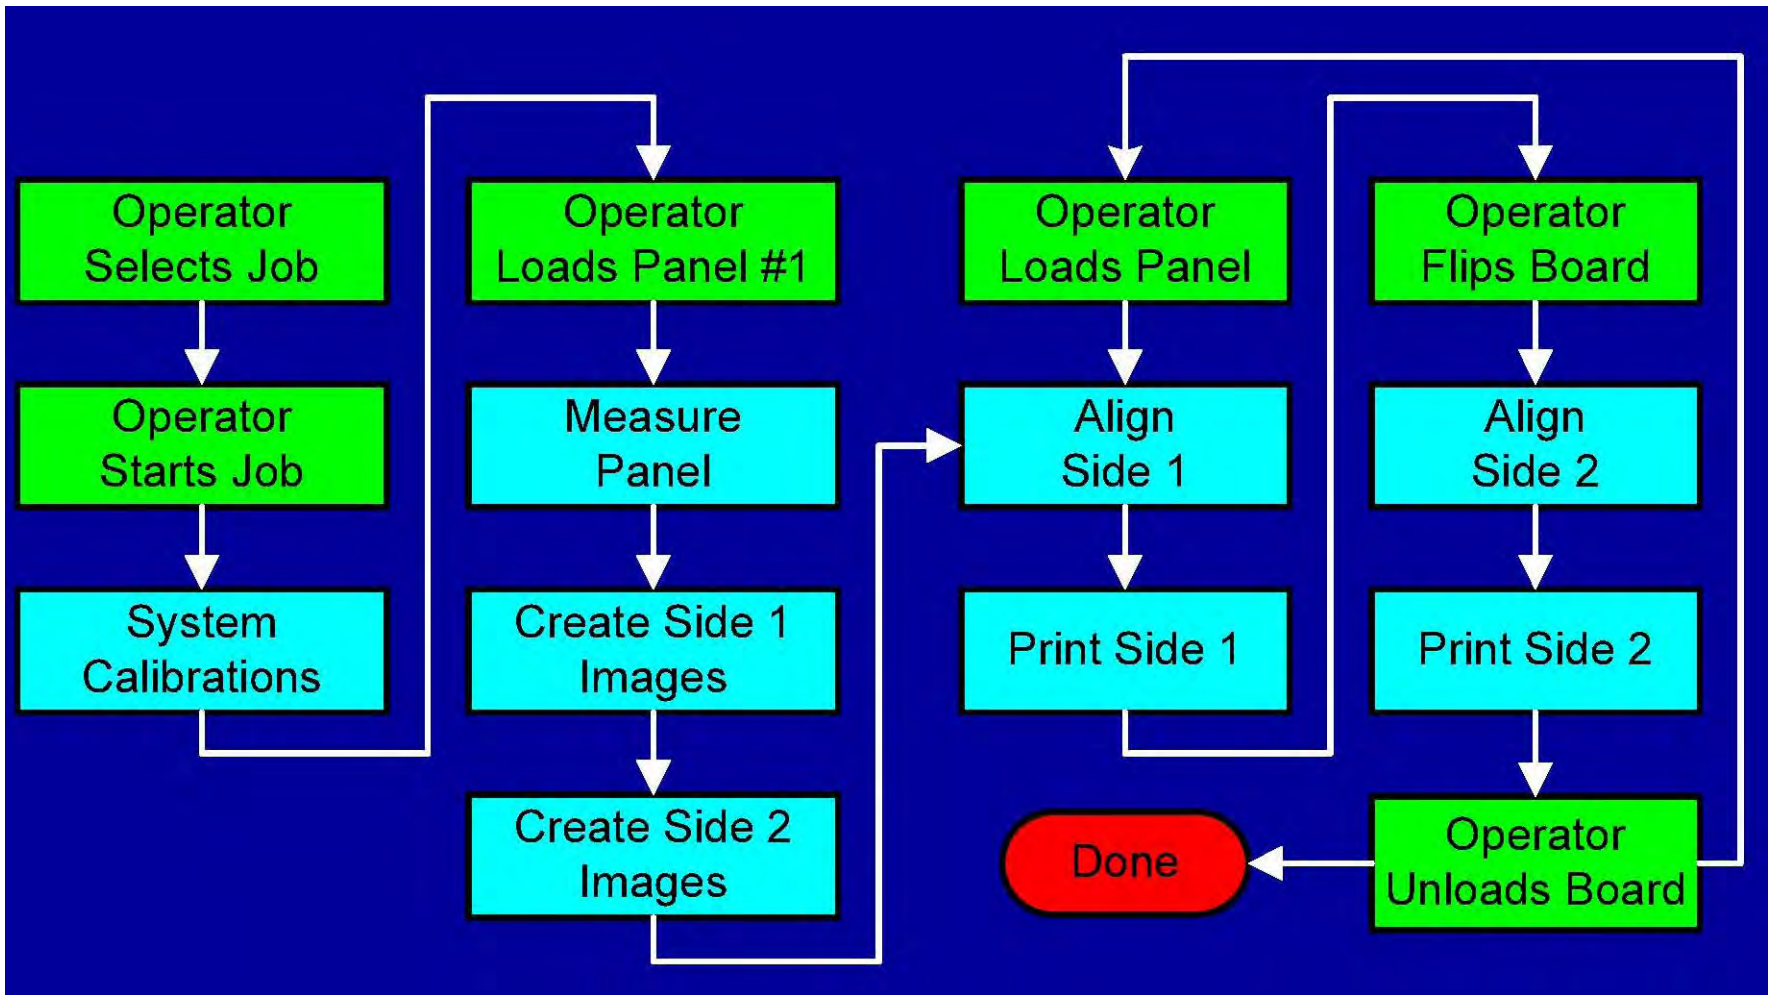 Operator
Selects Job
Operator
Starts Job
System
Calibrations
Operator
Loads Panel #1
Measure
Panel
Create Side 1
Images
Create Side 2
Images
Operator
Loads Panel
Align
Side 1
Print Side 1
Operator
Flips Board
Align
Side 2
Print Side 2
Operator
Unloads Board
Done